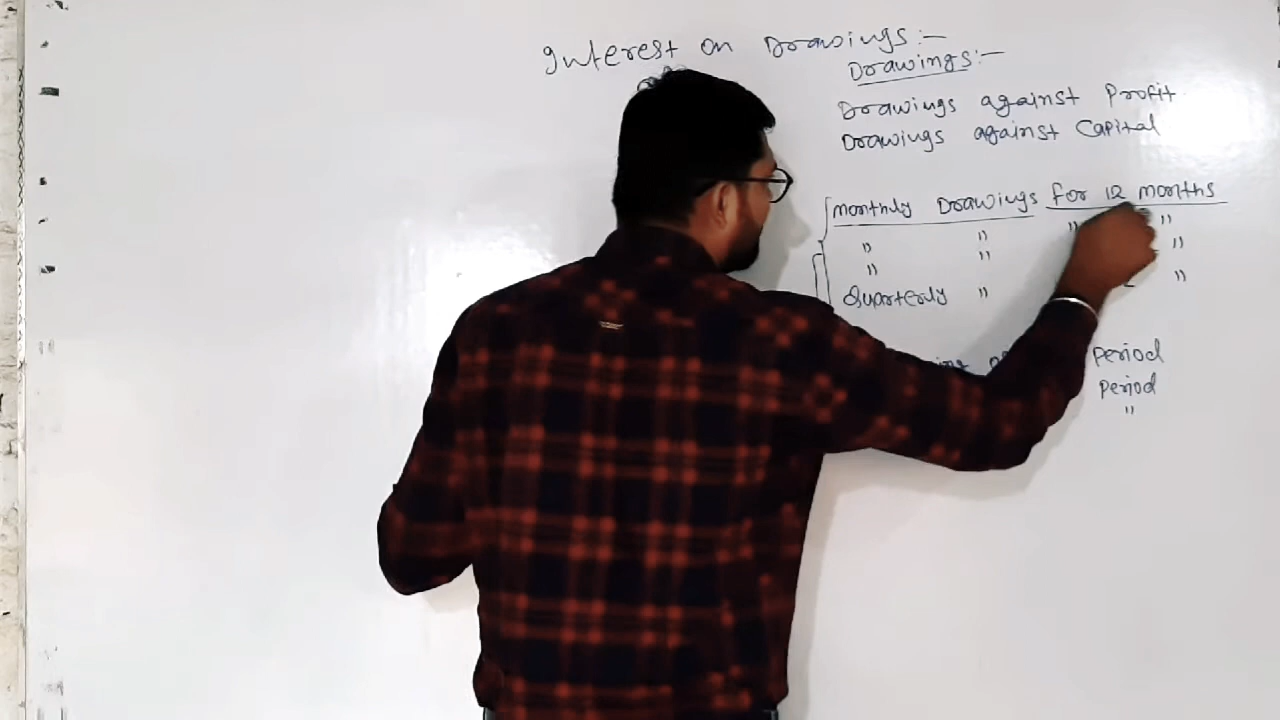 Interest on Drawings :-
Drawings :-
Drawings against Profit
Drawings against Capital
Monthly Drawings for 12 months
" " " "
" " "
" "
Quarterly "
Period
Period
"